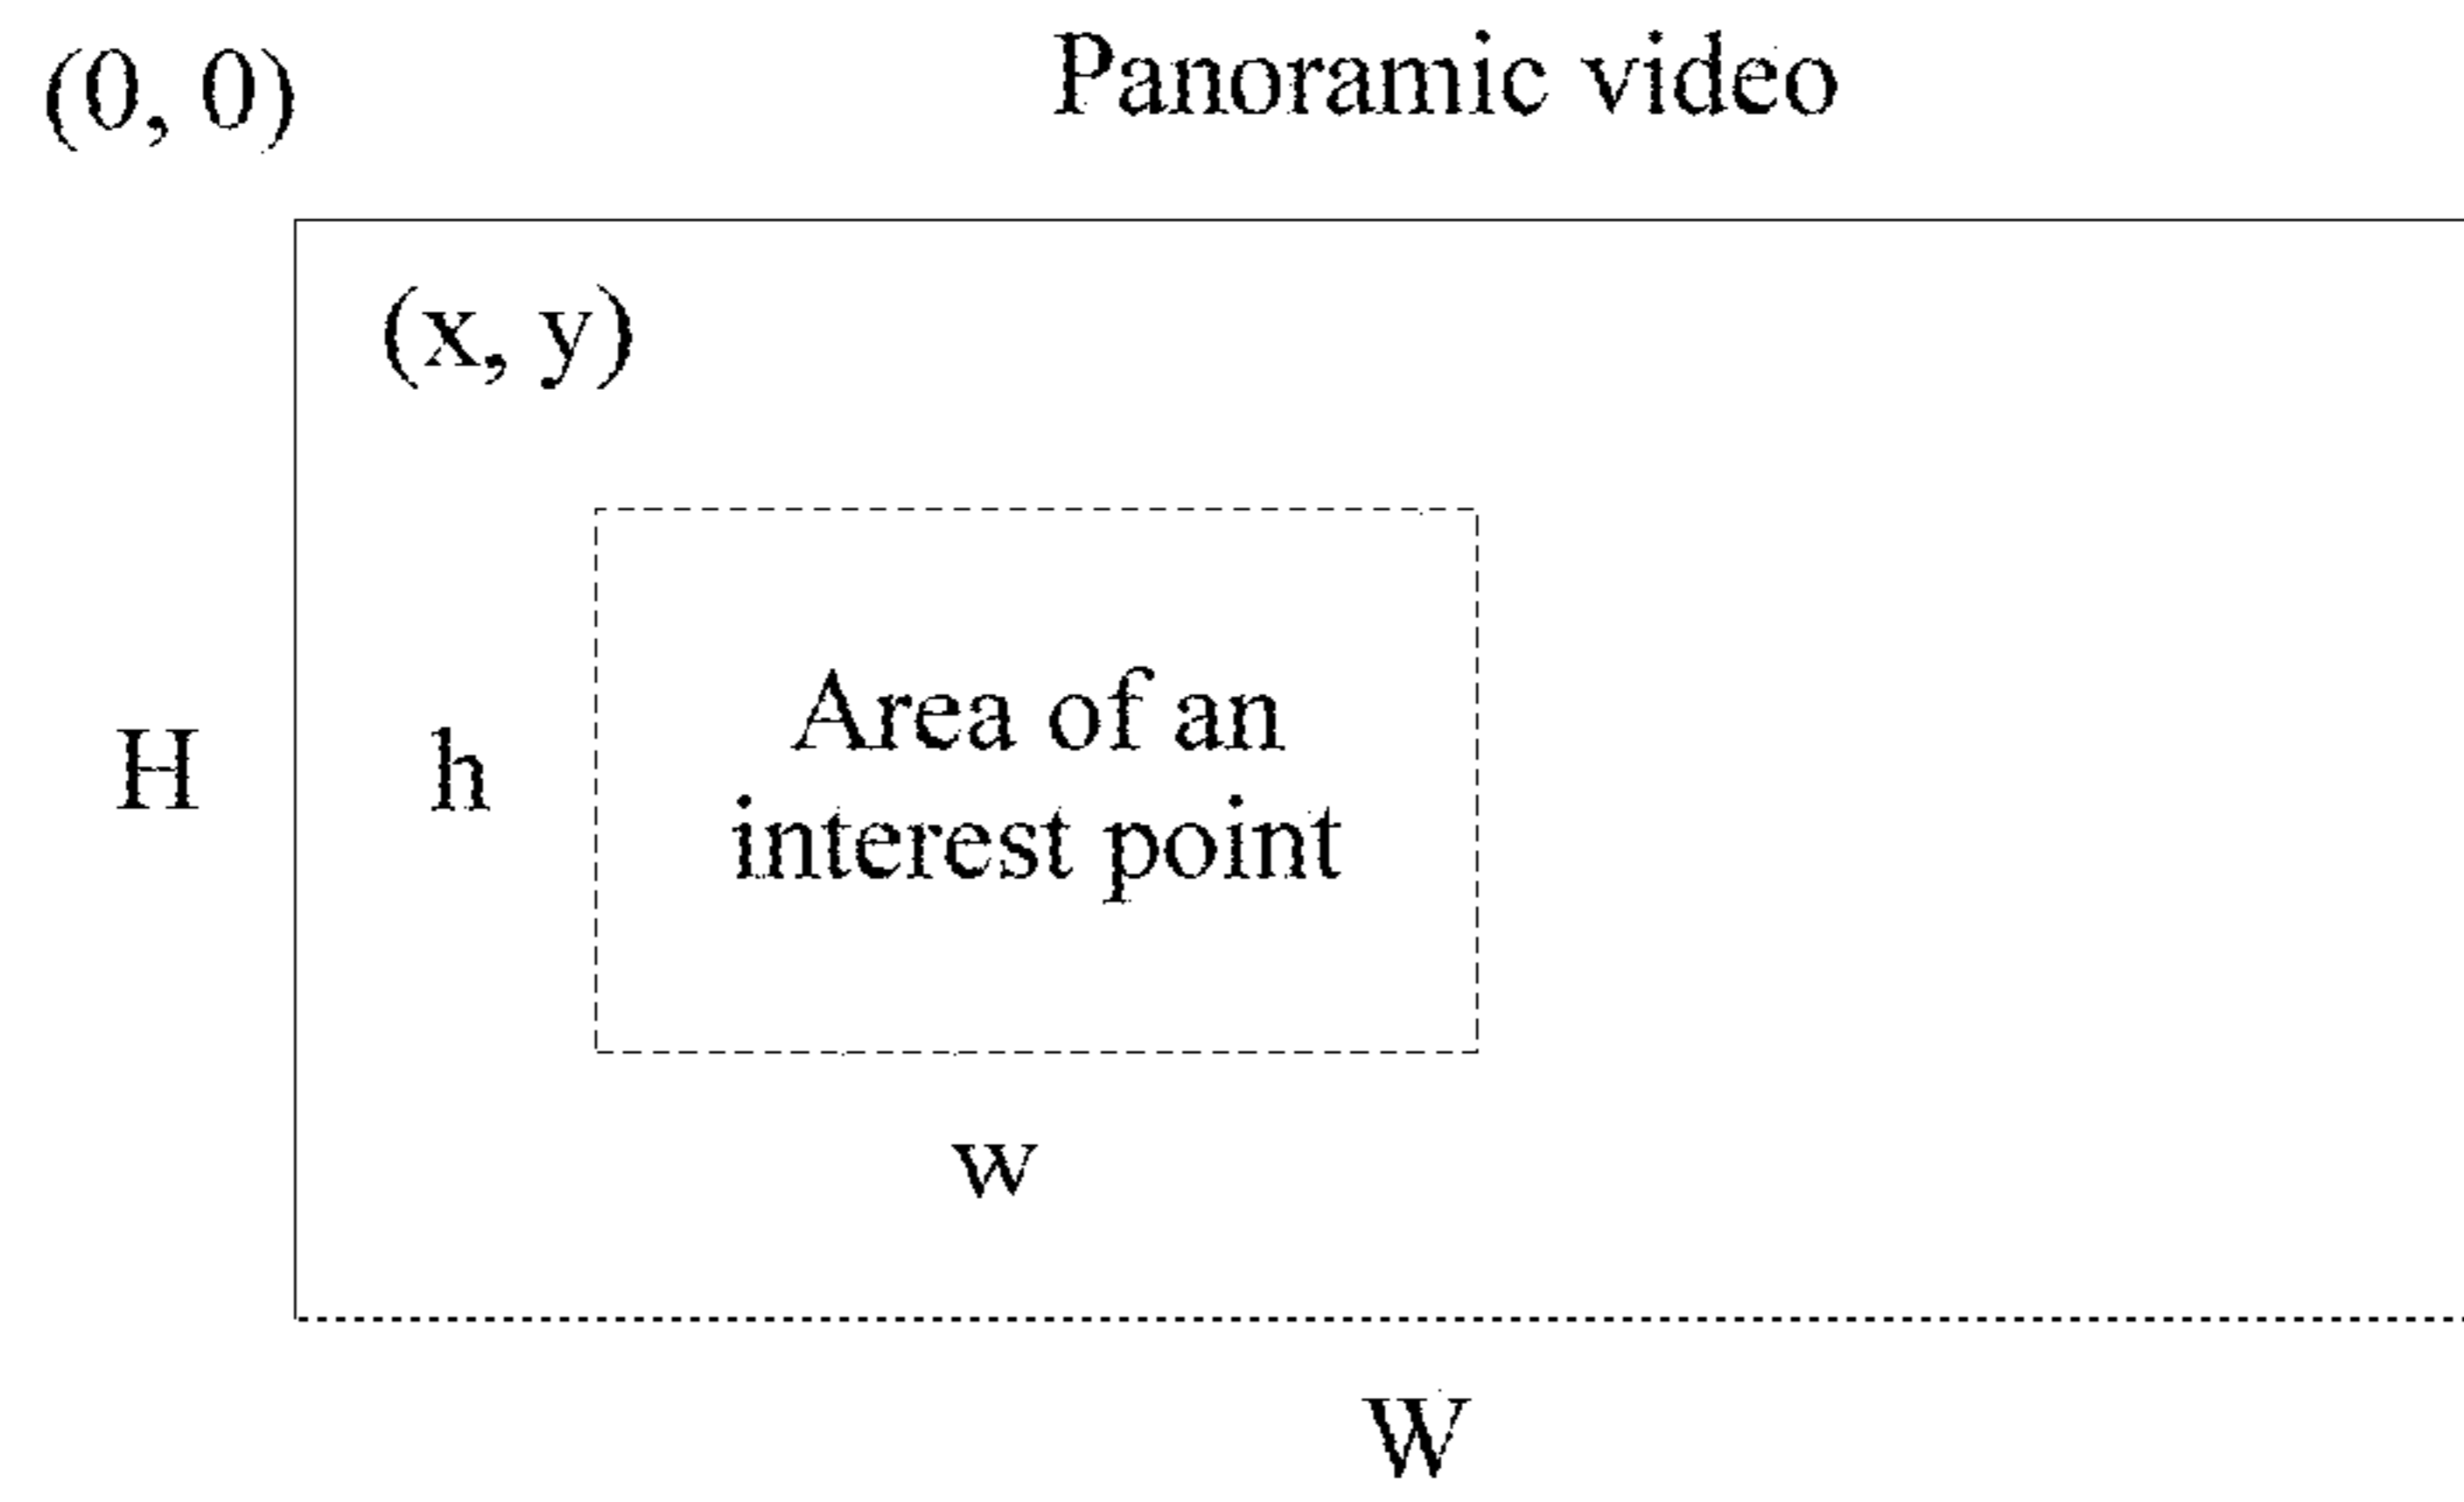 (0, 0)
Panoramic video
(x, y)
Area of an
interest point
H
h
w
W